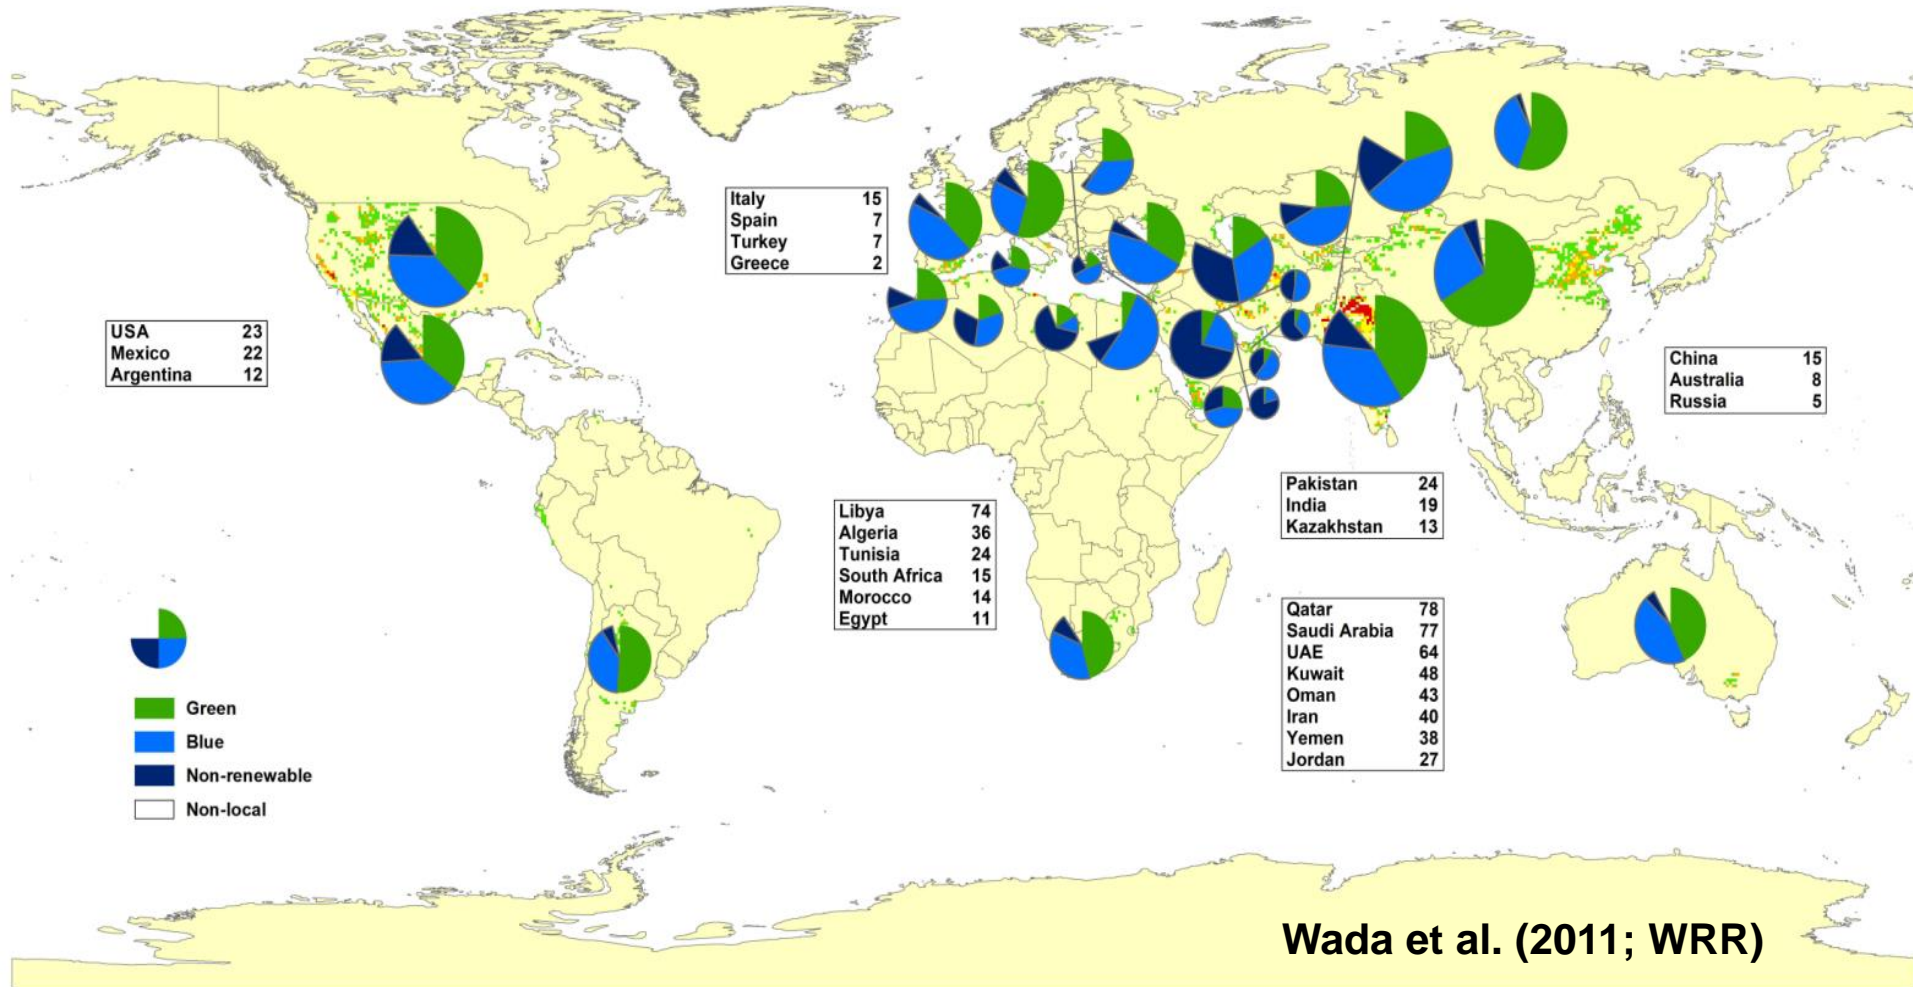 Italy 15
Spain 7
Turkey 7
Greece 2
USA 23
Mexico 22
Argentina 12
China 15
Australia 8
Russia 5
Pakistan 24
India 19
Kazakhstan 13
Libya 74
Algeria 36
Tunisia 24
South Africa 15
Morocco 14
Egypt 11
Qatar 78
Saudi Arabia 77
UAE 64
Kuwait 48
Oman 43
Iran 40
Yemen 38
Jordan 27
Green
Blue
Non-renewable
Non-local
Wada et al. (2011; WRR)